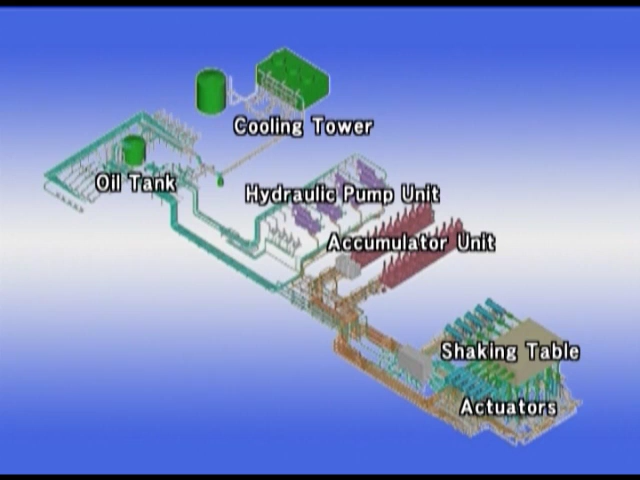 Cooling Tower
Oil Tank
Hydraulic Pump Unit
Accumulator Unit
Shaking Table
Actuators